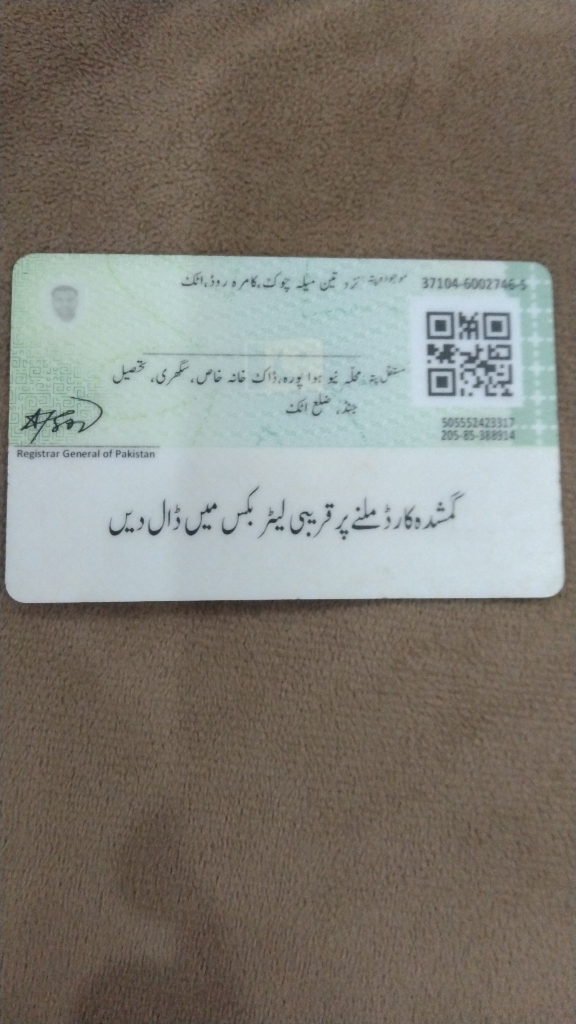 موجودہ پتہ: نزد تین میلہ چوک، کامرہ روڈ، اٹک
37104-6002746-5
مستقل پتہ: محلہ نیو ہوا پورہ، ڈاک خانہ خاص، سگھری، تحصیل
جنڈ، ضلع اٹک
505552423317
205-85-388914
Registrar General of Pakistan
گمشدہ کارڈ ملنے پر قریبی لیٹر بکس میں ڈال دیں